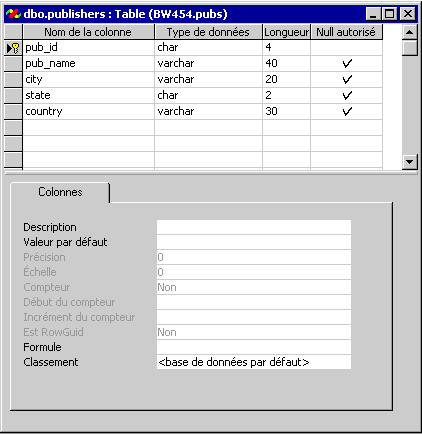 dbo.publishers : Table (BW454.pubs)
Nom de la colonne Type de données Longueur Null autorisé
pub_id char 4
pub_name varchar 40
city varchar 20
state char 2
country varchar 30
Colonnes
Description
Valeur par défaut
Précision 0
Échelle 0
Compteur Non
Début du compteur
Incrément du compteur
Est RowGuid Non
Formule
Classement <base de données par défaut>